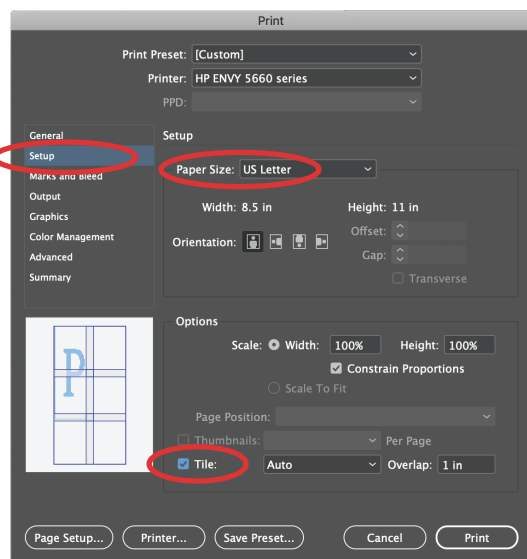 Print
Print Preset: [Custom]
Printer: HP ENVY 5660 series
PPD:
General
Setup
Marks and Bleed
Output
Graphics
Color Management
Advanced
Summary
Setup
Paper Size: US Letter
Width: 8.5 in Height: 11 in
Orientation: Offset:
Gap:
Transverse
Options
Scale: Width: 100% Height: 100%
Constrain Proportions
Scale To Fit
Page Position:
Thumbnails: Per Page
Tile: Auto Overlap: 1 in
P
Page Setup... Printer... Save Preset... Cancel Print